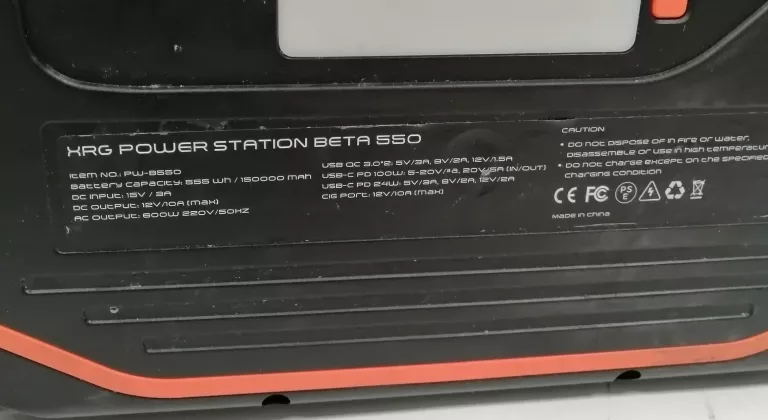 XRG POWER STATION BETA 550
ITEM NO.: PW-B550
BATTERY CAPACITY: 555 Wh / 150000 mAh
DC INPUT: 15V / 3A
DC OUTPUT: 12V/10A (MAX)
AC OUTPUT: 600W 220V/50HZ
USB QC 3.0*2: 5V/3A, 9V/2A, 12V/1.5A
USB-C PD 100W: 5-20V/ 20V/5A (IN/OUT)
USB-C PD 24W: 5V/3A, 9V/2A, 12V/2A
CIG PORT: 12V/10A (MAX)
CAUTION
• DO NOT DISPOSE OF IN FIRE OR WATER,
DISASSEMBLE OR USE IN HIGH TEMPERATUR
• DO NOT CHARGE EXCEPT ON THE SPECIFIED
CHARGING CONDITION
CE FC PSE
MADE IN CHINA